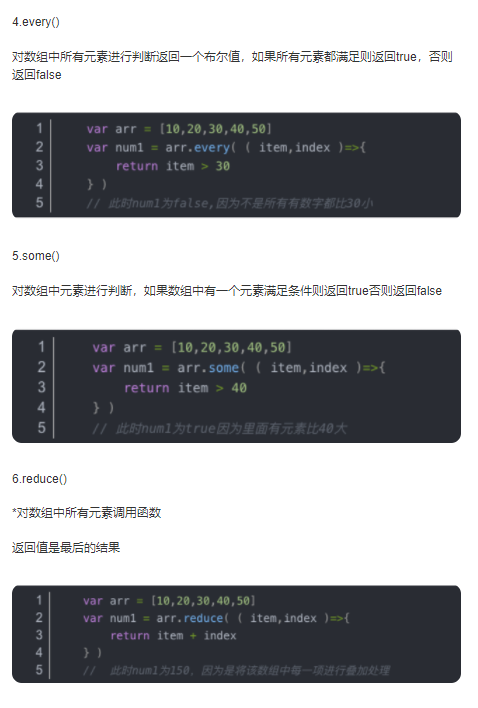 4.every()
对数组中所有元素进行判断返回一个布尔值，如果所有元素都满足则返回true，否则
返回false
1 var arr = [10,20,30,40,50]
2 var num1 = arr.every( ( item,index )=>{
3 return item > 30
4 } )
5 // 此时num1为false,因为不是所有有数字都比30小
5.some()
对数组中元素进行判断，如果数组中有一个元素满足条件则返回true否则返回false
1 var arr = [10,20,30,40,50]
2 var num1 = arr.some( ( item,index )=>{
3 return item > 40
4 } )
5 // 此时num1为true因为里面有元素比40大
6.reduce()
*对数组中所有元素调用函数
返回值是最后的结果
1 var arr = [10,20,30,40,50]
2 var num1 = arr.reduce( ( item,index )=>{
3 return item + index
4 } )
5 // 此时num1为150，因为是将该数组中每一项进行叠加处理